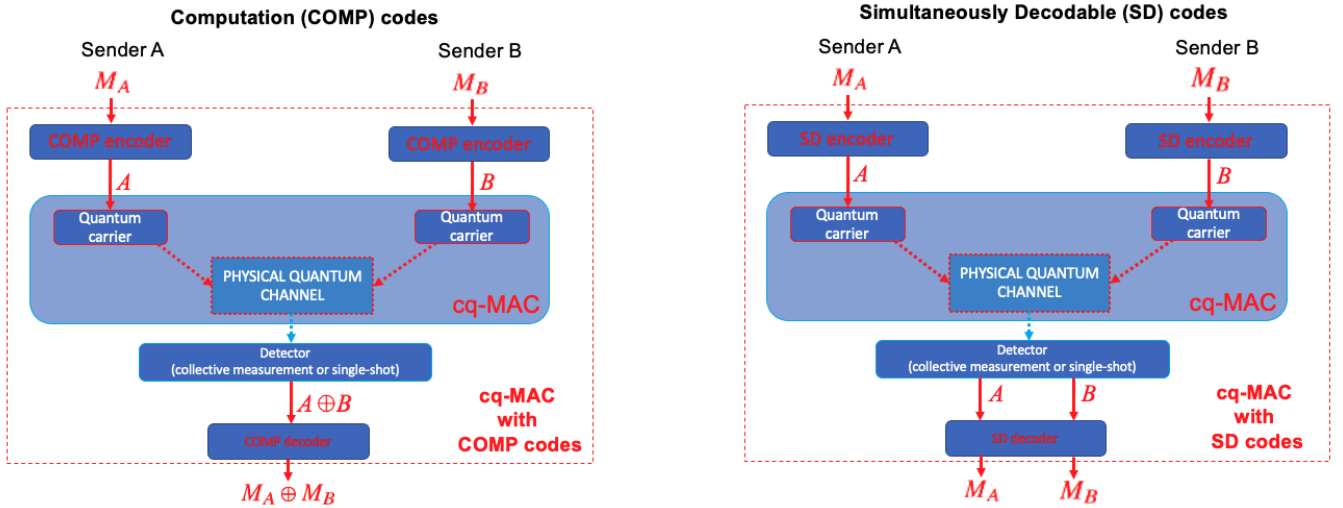 Computation (COMP) codes
Sender A
Sender B
M_A
M_B
COMP encoder
COMP encoder
A
B
Quantum
carrier
Quantum
carrier
PHYSICAL QUANTUM
CHANNEL
cq-MAC
Detector
(collective measurement or single-shot)
A ⊕ B
cq-MAC
with
COMP codes
COMP decoder
M_A ⊕ M_B
Simultaneously Decodable (SD) codes
Sender A
Sender B
M_A
M_B
SD encoder
SD encoder
A
B
Quantum
carrier
Quantum
carrier
PHYSICAL QUANTUM
CHANNEL
cq-MAC
Detector
(collective measurement or single-shot)
A
B
cq-MAC
with
SD codes
SD decoder
M_A
M_B